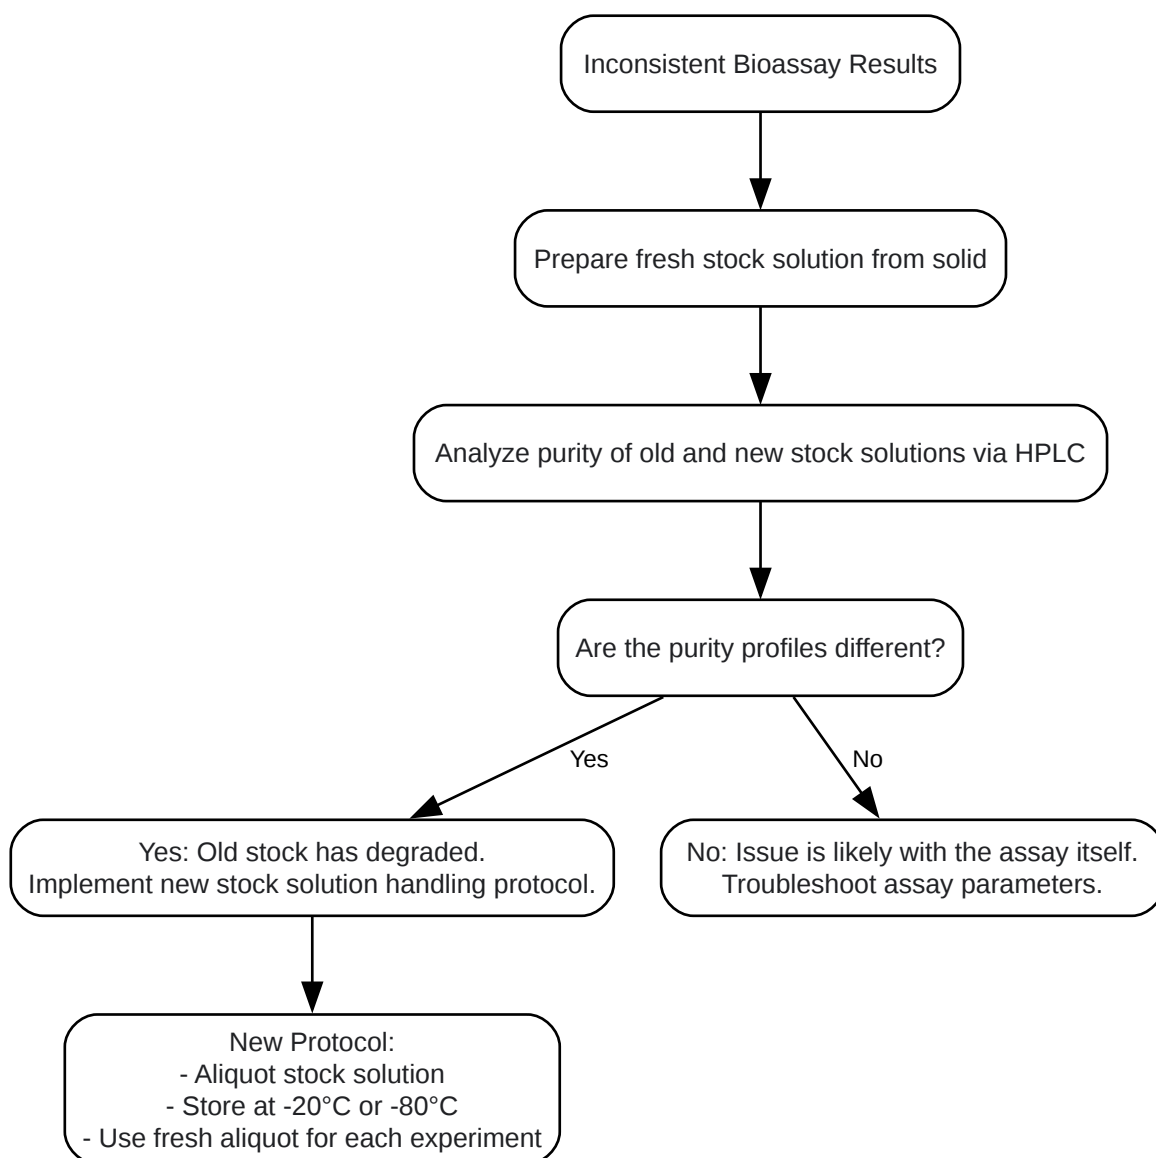 Inconsistent Bioassay Results
Prepare fresh stock solution from solid
Analyze purity of old and new stock solutions via HPLC
Are the purity profiles different?
Yes
No
Yes: Old stock has degraded.
Implement new stock solution handling protocol.
No: Issue is likely with the assay itself.
Troubleshoot assay parameters.
New Protocol:
- Aliquot stock solution
- Store at -20°C or -80°C
- Use fresh aliquot for each experiment